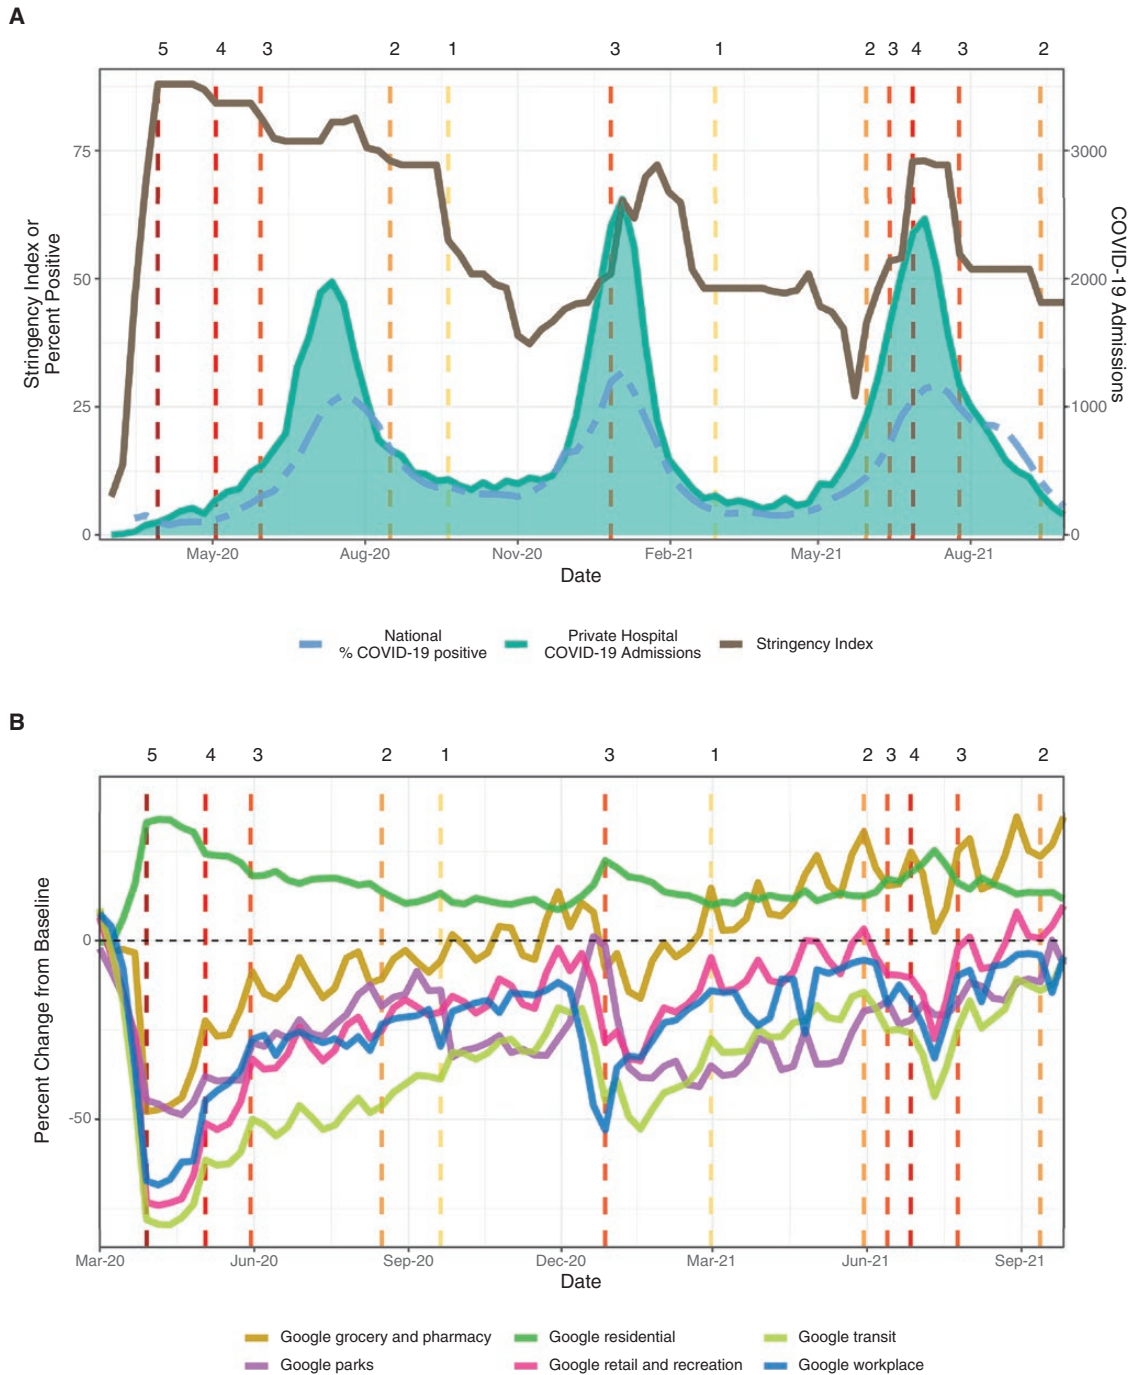 A
5 4 3 2 1 3 1 2 3 4 3 2
75
50
25
0
3000
2000
1000
0
Stringency Index or
Percent Positive
COVID-19 Admissions
May-20 Aug-20 Nov-20 Feb-21 May-21 Aug-21
Date
National
% COVID-19 positive
Private Hospital
COVID-19 Admissions
Stringency Index
B
5 4 3 2 1 3 1 2 3 4 3 2
0
-50
Percent Change from Baseline
Mar-20 Jun-20 Sep-20 Dec-20 Mar-21 Jun-21 Sep-21
Date
Google grocery and pharmacy Google residential Google transit
Google parks Google retail and recreation Google workplace